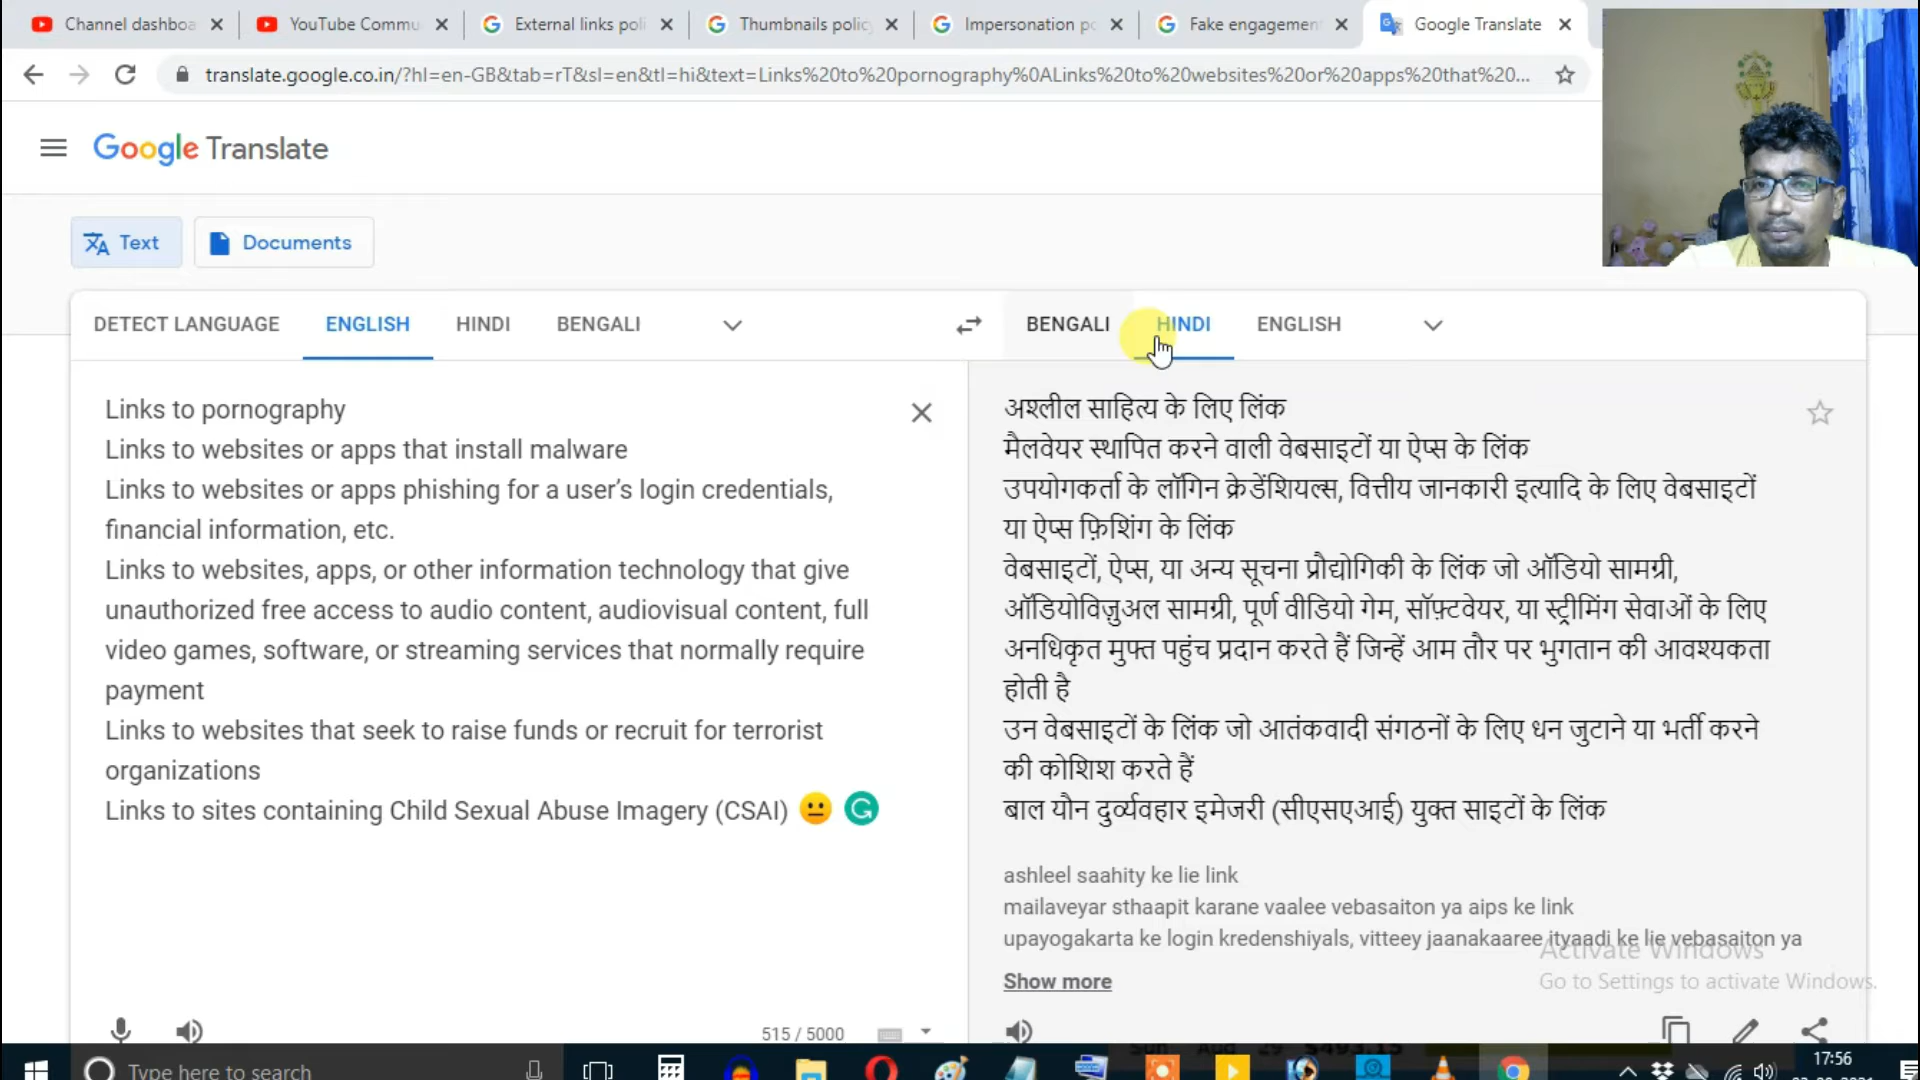 Channel dashboa
YouTube Commu
External links poli
Thumbnails policy
Impersonation po
Fake engagement
Google Translate
translate.google.co.in/?hl=en-GB&tab=rT&sl=en&tl=hi&text=Links%20to%20pornography%0ALinks%20to%20websites%20or%20apps%20that%20...
Google Translate
Text
Documents
DETECT LANGUAGE
ENGLISH
HINDI
BENGALI
BENGALI
HINDI
ENGLISH
Links to pornography
Links to websites or apps that install malware
Links to websites or apps phishing for a user’s login credentials,
financial information, etc.
Links to websites, apps, or other information technology that give
unauthorized free access to audio content, audiovisual content, full
video games, software, or streaming services that normally require
payment
Links to websites that seek to raise funds or recruit for terrorist
organizations
Links to sites containing Child Sexual Abuse Imagery (CSAI)
515 / 5000
अश्लील साहित्य के लिए लिंक
मैलवेयर स्थापित करने वाली वेबसाइटों या ऐप्स के लिंक
उपयोगकर्ता के लॉगिन क्रेडेंशियल्स, वित्तीय जानकारी इत्यादि के लिए वेबसाइटों
या ऐप्स फ़िशिंग के लिंक
वेबसाइटों, ऐप्स, या अन्य सूचना प्रौद्योगिकी के लिंक जो ऑडियो सामग्री,
ऑडियोविज़ुअल सामग्री, पूर्ण वीडियो गेम, सॉफ़्टवेयर, या स्ट्रीमिंग सेवाओं के लिए
अनधिकृत मुफ्त पहुंच प्रदान करते हैं जिन्हें आम तौर पर भुगतान की आवश्यकता
होती है
उन वेबसाइटों के लिंक जो आतंकवादी संगठनों के लिए धन जुटाने या भर्ती करने
की कोशिश करते हैं
बाल यौन दुर्व्यवहार इमेजरी (सीएसएआई) युक्त साइटों के लिंक
ashleel saahity ke lie link
mailaveyar sthaapit karane vaalee vebasaiton ya aips ke link
upayogakarta ke login kredenshiyals, vitteey jaanakaaree ityaadi ke lie vebasaiton ya
Show more
Activate Windows
Go to Settings to activate Windows.
Type here to search
17:56